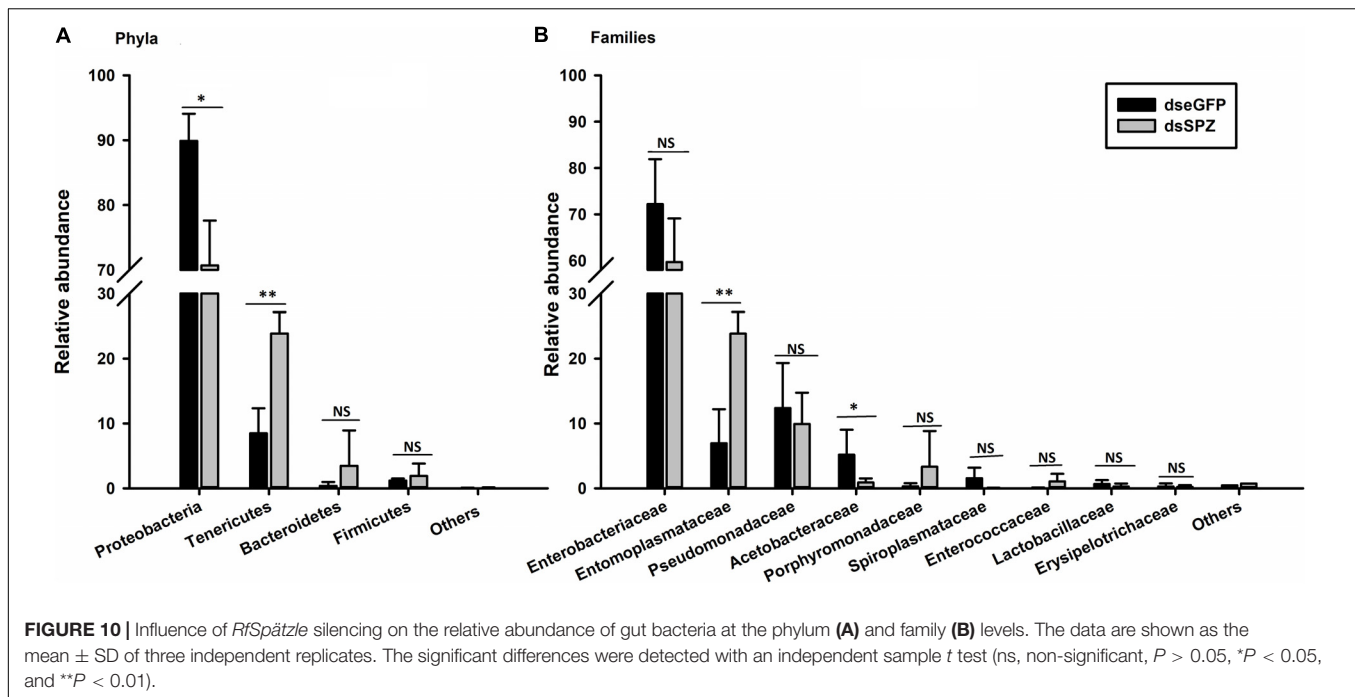 A Phyla
100
90
80
70
30
20
10
0
Relative abundance
*
**
NS
NS
Proteobacteria
Tenericutes
Bacteroidetes
Firmicutes
Others
B Families
100
90
80
70
60
30
20
10
0
Relative abundance
NS
**
NS
*
NS
NS
NS
NS
NS
Enterobacteriaceae
Entomoplasmataceae
Pseudomonadaceae
Acetobacteraceae
Porphyromonadaceae
Spiroplasmataceae
Enterococcaceae
Lactobacillaceae
Erysipelotrichaceae
Others
dseGFP
dsSPZ
FIGURE 10 | Influence of RfSpätzle silencing on the relative abundance of gut bacteria at the phylum (A) and family (B) levels. The data are shown as the
mean ± SD of three independent replicates. The significant differences were detected with an independent sample t test (ns, non-significant, P > 0.05, *P < 0.05,
and **P < 0.01).